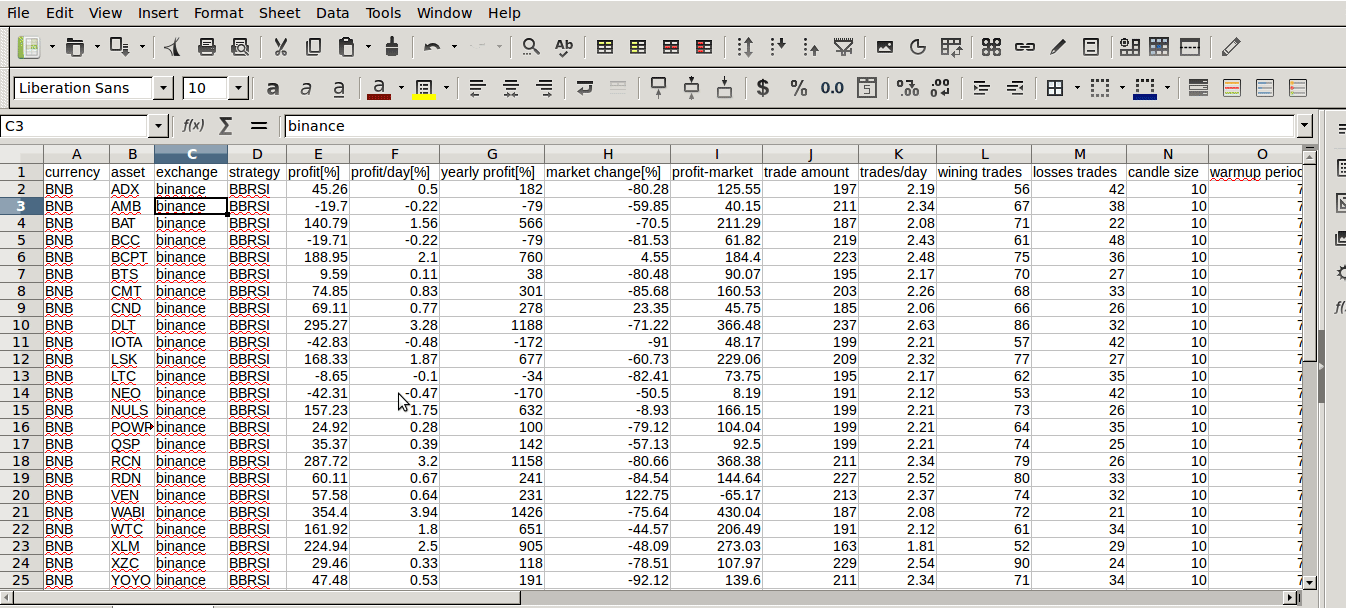 File Edit View Insert Format Sheet Data Tools Window Help
Ab
Liberation Sans 10 a a a a $ % 0.0
C3 f(x) Σ = binance
A B C D E F G H I J K L M N O
1 currency asset exchange strategy profit[%] profit/day[%] yearly profit[%] market change[%] profit-market trade amount trades/day wining trades losses trades candle size warmup period
2 BNB ADX binance BBRSI 45.26 0.5 182 -80.28 125.55 197 2.19 56 42 10 7
3 BNB AMB binance BBRSI -19.7 -0.22 -79 -59.85 40.15 211 2.34 67 38 10 7
4 BNB BAT binance BBRSI 140.79 1.56 566 -70.5 211.29 187 2.08 71 22 10 7
5 BNB BCC binance BBRSI -19.71 -0.22 -79 -81.53 61.82 219 2.43 61 48 10 7
6 BNB BCPT binance BBRSI 188.95 2.1 760 4.55 184.4 223 2.48 75 36 10 7
7 BNB BTS binance BBRSI 9.59 0.11 38 -80.48 90.07 195 2.17 70 27 10 7
8 BNB CMT binance BBRSI 74.85 0.83 301 -85.68 160.53 203 2.26 68 33 10 7
9 BNB CND binance BBRSI 69.11 0.77 278 23.35 45.75 185 2.06 66 26 10 7
10 BNB DLT binance BBRSI 295.27 3.28 1188 -71.22 366.48 237 2.63 86 32 10 7
11 BNB IOTA binance BBRSI -42.83 -0.48 -172 -91 48.17 199 2.21 57 42 10 7
12 BNB LSK binance BBRSI 168.33 1.87 677 -60.73 229.06 209 2.32 77 27 10 7
13 BNB LTC binance BBRSI -8.65 -0.1 -34 -82.41 73.75 195 2.17 62 35 10 7
14 BNB NEO binance BBRSI -42.31 -0.47 -170 -50.5 8.19 191 2.12 53 42 10 7
15 BNB NULS binance BBRSI 157.23 1.75 632 -8.93 166.15 199 2.21 73 26 10 7
16 BNB POWR binance BBRSI 24.92 0.28 100 -79.12 104.04 199 2.21 64 35 10 7
17 BNB QSP binance BBRSI 35.37 0.39 142 -57.13 92.5 199 2.21 74 25 10 7
18 BNB RCN binance BBRSI 287.72 3.2 1158 -80.66 368.38 211 2.34 79 26 10 7
19 BNB RDN binance BBRSI 60.11 0.67 241 -84.54 144.64 227 2.52 80 33 10 7
20 BNB VEN binance BBRSI 57.58 0.64 231 122.75 -65.17 213 2.37 74 32 10 7
21 BNB WABI binance BBRSI 354.4 3.94 1426 -75.64 430.04 187 2.08 72 21 10 7
22 BNB WTC binance BBRSI 161.92 1.8 651 -44.57 206.49 191 2.12 61 34 10 7
23 BNB XLM binance BBRSI 224.94 2.5 905 -48.09 273.03 163 1.81 52 29 10 7
24 BNB XZC binance BBRSI 29.46 0.33 118 -78.51 107.97 229 2.54 90 24 10 7
25 BNB YOYO binance BBRSI 47.48 0.53 191 -92.12 139.6 211 2.34 71 34 10 7